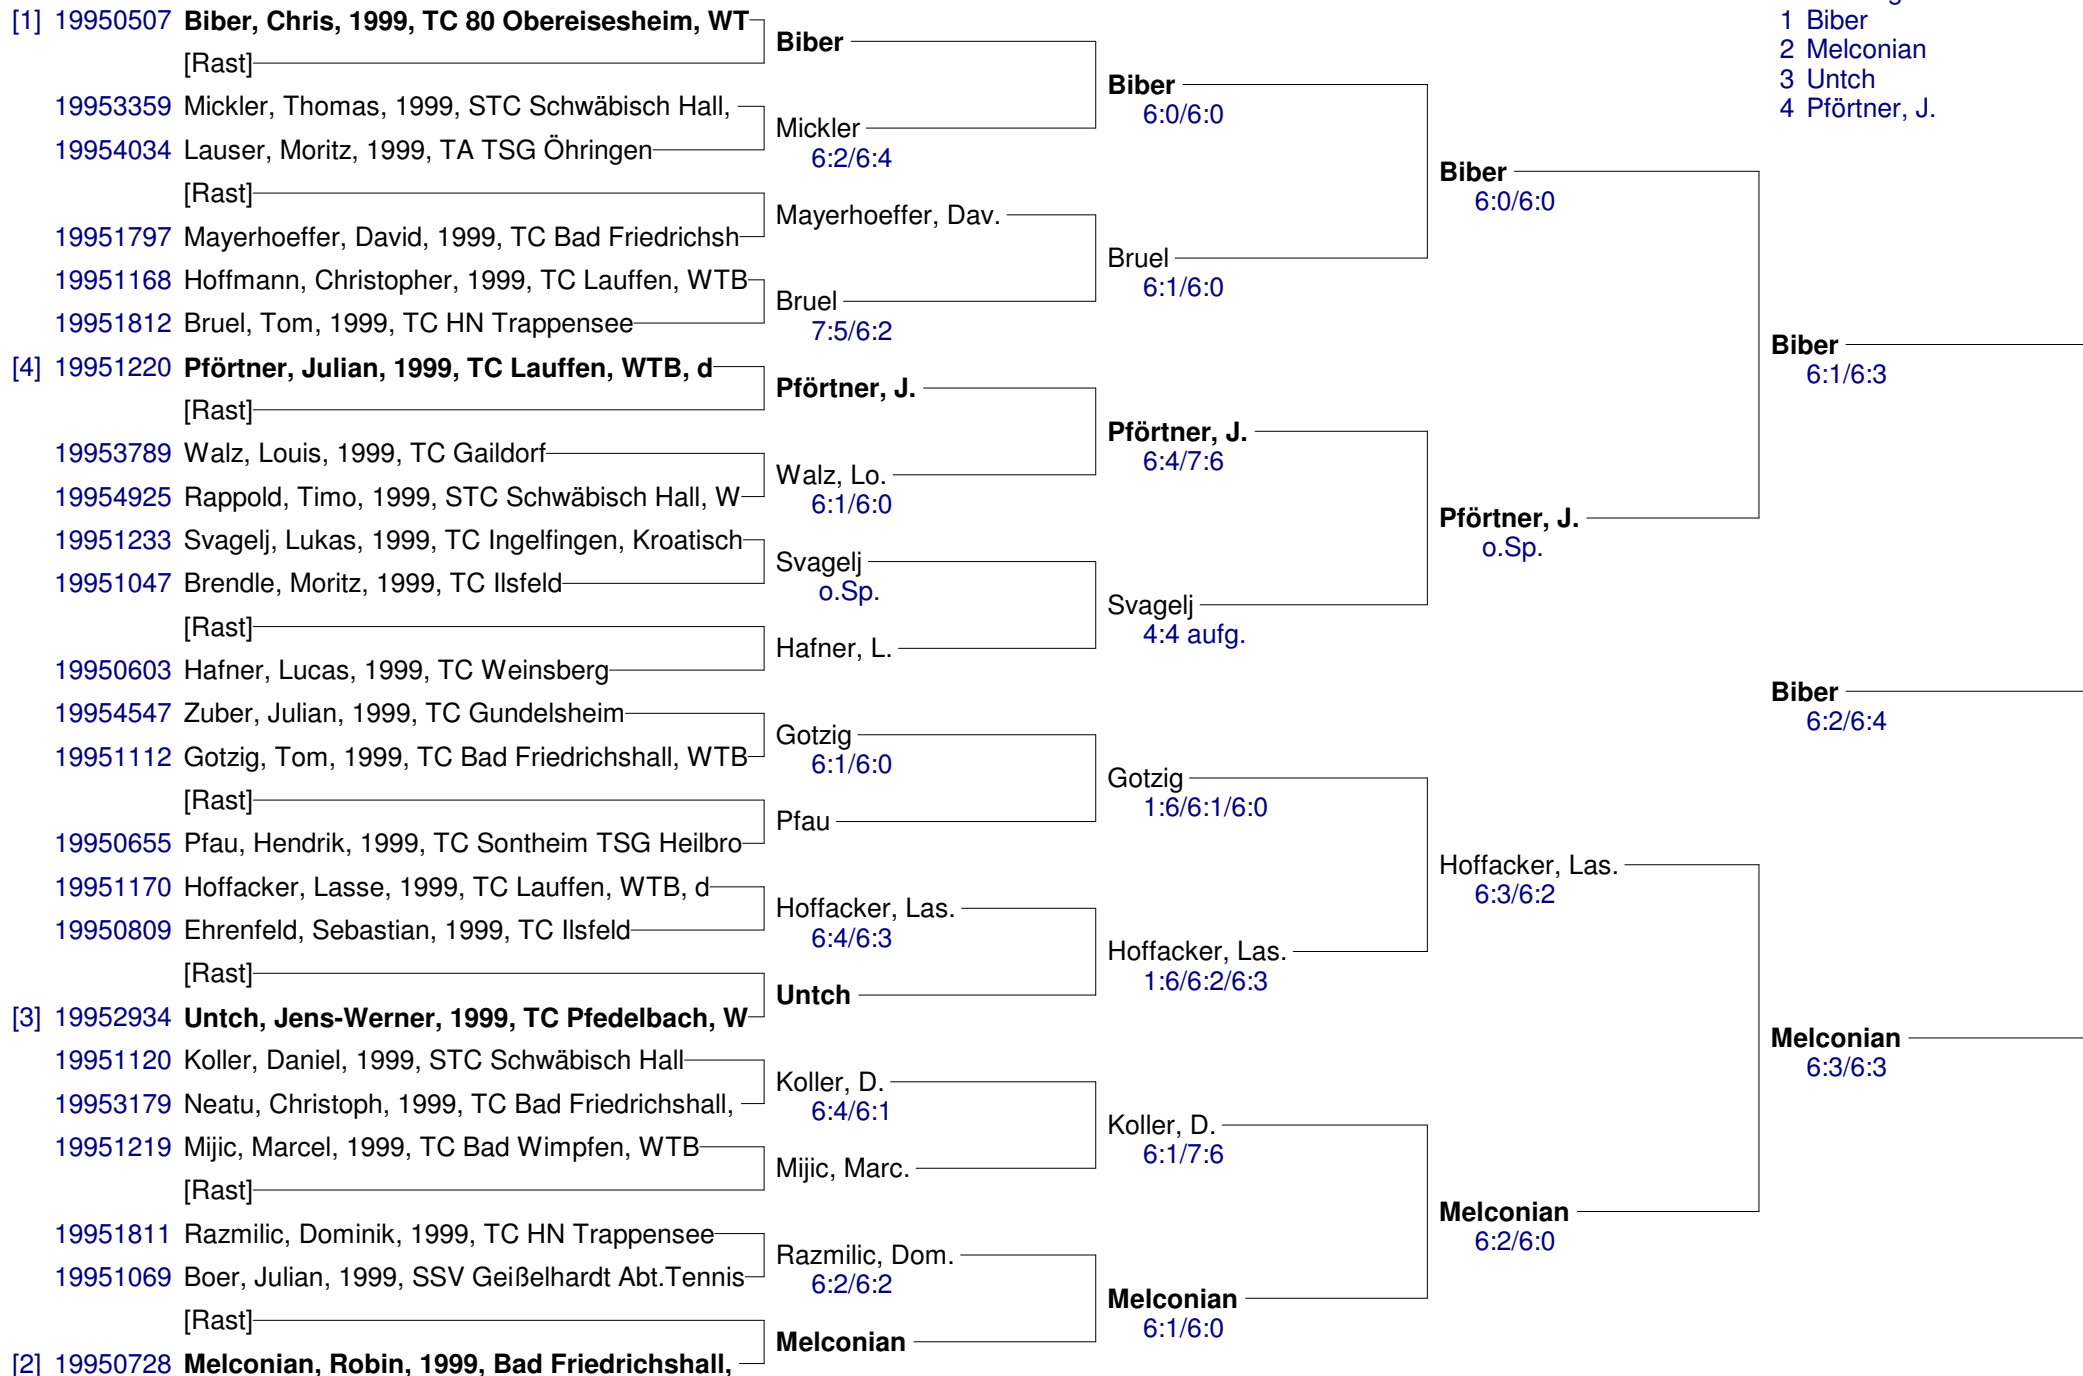 [1] 19950507 Biber, Chris, 1999, TC 80 Obereisesheim, WT
[Rast]
19953359 Mickler, Thomas, 1999, STC Schwäbisch Hall,
19954034 Lauser, Moritz, 1999, TA TSG Öhringen
[Rast]
19951797 Mayerhoeffer, David, 1999, TC Bad Friedrichsh
19951168 Hoffmann, Christopher, 1999, TC Lauffen, WTB
19951812 Bruel, Tom, 1999, TC HN Trappensee
[4] 19951220 Pförtner, Julian, 1999, TC Lauffen, WTB, d
[Rast]
19953789 Walz, Louis, 1999, TC Gaildorf
19954925 Rappold, Timo, 1999, STC Schwäbisch Hall, W
19951233 Svagelj, Lukas, 1999, TC Ingelfingen, Kroatisch
19951047 Brendle, Moritz, 1999, TC Ilsfeld
[Rast]
19950603 Hafner, Lucas, 1999, TC Weinsberg
19954547 Zuber, Julian, 1999, TC Gundelsheim
19951112 Gotzig, Tom, 1999, TC Bad Friedrichshall, WTB
[Rast]
19950655 Pfau, Hendrik, 1999, TC Sontheim TSG Heilbro
19951170 Hoffacker, Lasse, 1999, TC Lauffen, WTB, d
19950809 Ehrenfeld, Sebastian, 1999, TC Ilsfeld
[Rast]
[3] 19952934 Untch, Jens-Werner, 1999, TC Pfedelbach, W
19951120 Koller, Daniel, 1999, STC Schwäbisch Hall
19953179 Neatu, Christoph, 1999, TC Bad Friedrichshall,
19951219 Mijic, Marcel, 1999, TC Bad Wimpfen, WTB
[Rast]
19951811 Razmilic, Dominik, 1999, TC HN Trappensee
19951069 Boer, Julian, 1999, SSV Geißelhardt Abt.Tennis
[Rast]
[2] 19950728 Melconian, Robin, 1999, Bad Friedrichshall,
Biber
Mickler
6:2/6:4
Mayerhoeffer, Dav.
Bruel
7:5/6:2
Pförtner, J.
Walz, Lo.
6:1/6:0
Svagelj
o.Sp.
Hafner, L.
Gotzig
6:1/6:0
Pfau
Hoffacker, Las.
6:4/6:3
Untch
Koller, D.
6:4/6:1
Mijic, Marc.
Razmilic, Dom.
6:2/6:2
Melconian
Biber
6:0/6:0
Bruel
6:1/6:0
Pförtner, J.
6:4/7:6
Svagelj
4:4 aufg.
Gotzig
1:6/6:1/6:0
Hoffacker, Las.
1:6/6:2/6:3
Koller, D.
6:1/7:6
Melconian
6:1/6:0
Biber
6:0/6:0
Pförtner, J.
o.Sp.
Hoffacker, Las.
6:3/6:2
Melconian
6:2/6:0
1 Biber
2 Melconian
3 Untch
4 Pförtner, J.
Biber
6:1/6:3
Biber
6:2/6:4
Melconian
6:3/6:3